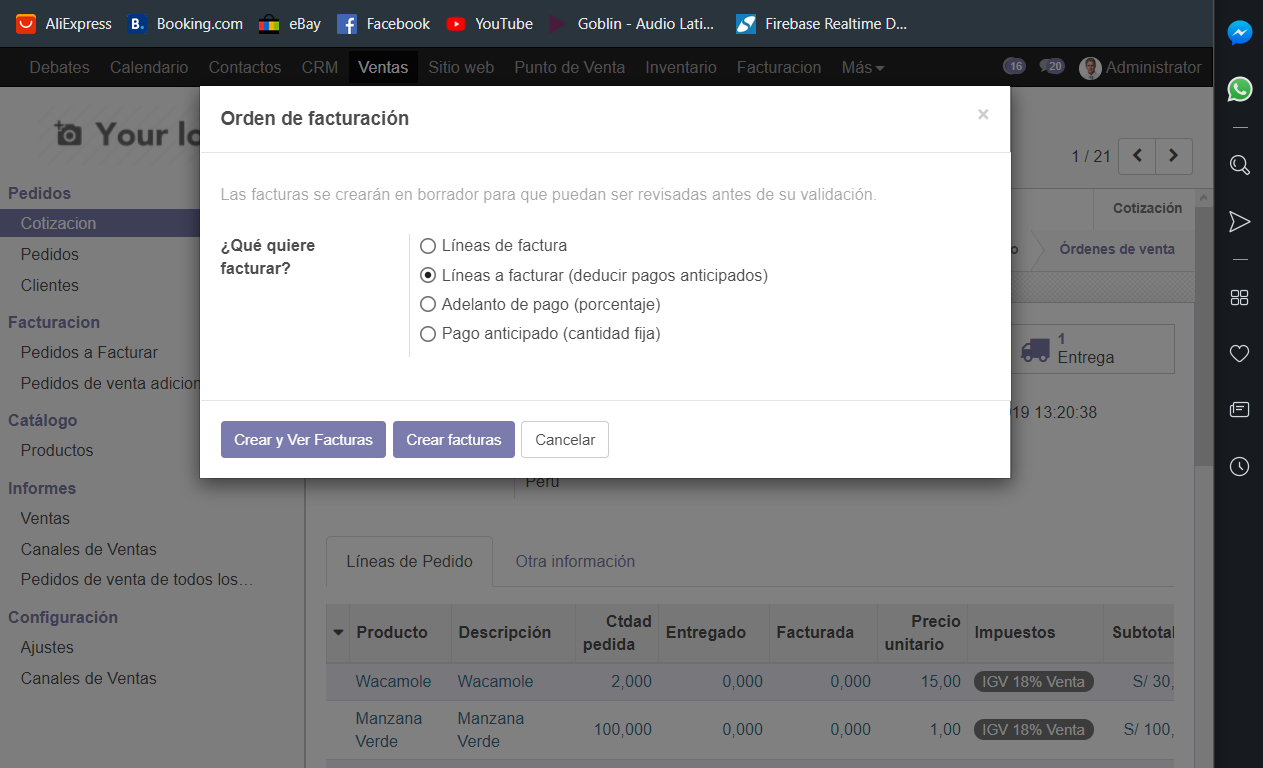 AliExpress Booking.com eBay Facebook YouTube Goblin - Audio Lati... Firebase Realtime D...
Debates Calendario Contactos CRM Ventas Sitio web Punto de Venta Inventario Facturacion Más 16 20 Administrator
Orden de facturación ×
Your lo
1 / 21
Pedidos
Las facturas se crearán en borrador para que puedan ser revisadas antes de su validación.
Cotizacion
Cotización
¿Qué quiere facturar?
Líneas de factura
Órdenes de venta
Pedidos
Líneas a facturar (deducir pagos anticipados)
Clientes
Adelanto de pago (porcentaje)
Facturacion
Pago anticipado (cantidad fija)
1
Entrega
Pedidos a Facturar
Pedidos de venta adicion
19 13:20:38
Catálogo
Crear y Ver Facturas Crear facturas Cancelar
Productos
Perú
Informes
Ventas
Canales de Ventas
Pedidos de venta de todos los...
Configuración
Ajustes
Canales de Ventas
Líneas de Pedido Otra información
Producto Descripción Ctdad pedida Entregado Facturada Precio unitario Impuestos Subtotal
Wacamole Wacamole 2,000 0,000 0,000 15,00 IGV 18% Venta S/ 30,
Manzana Verde Manzana Verde 100,000 0,000 0,000 1,00 IGV 18% Venta S/ 100,